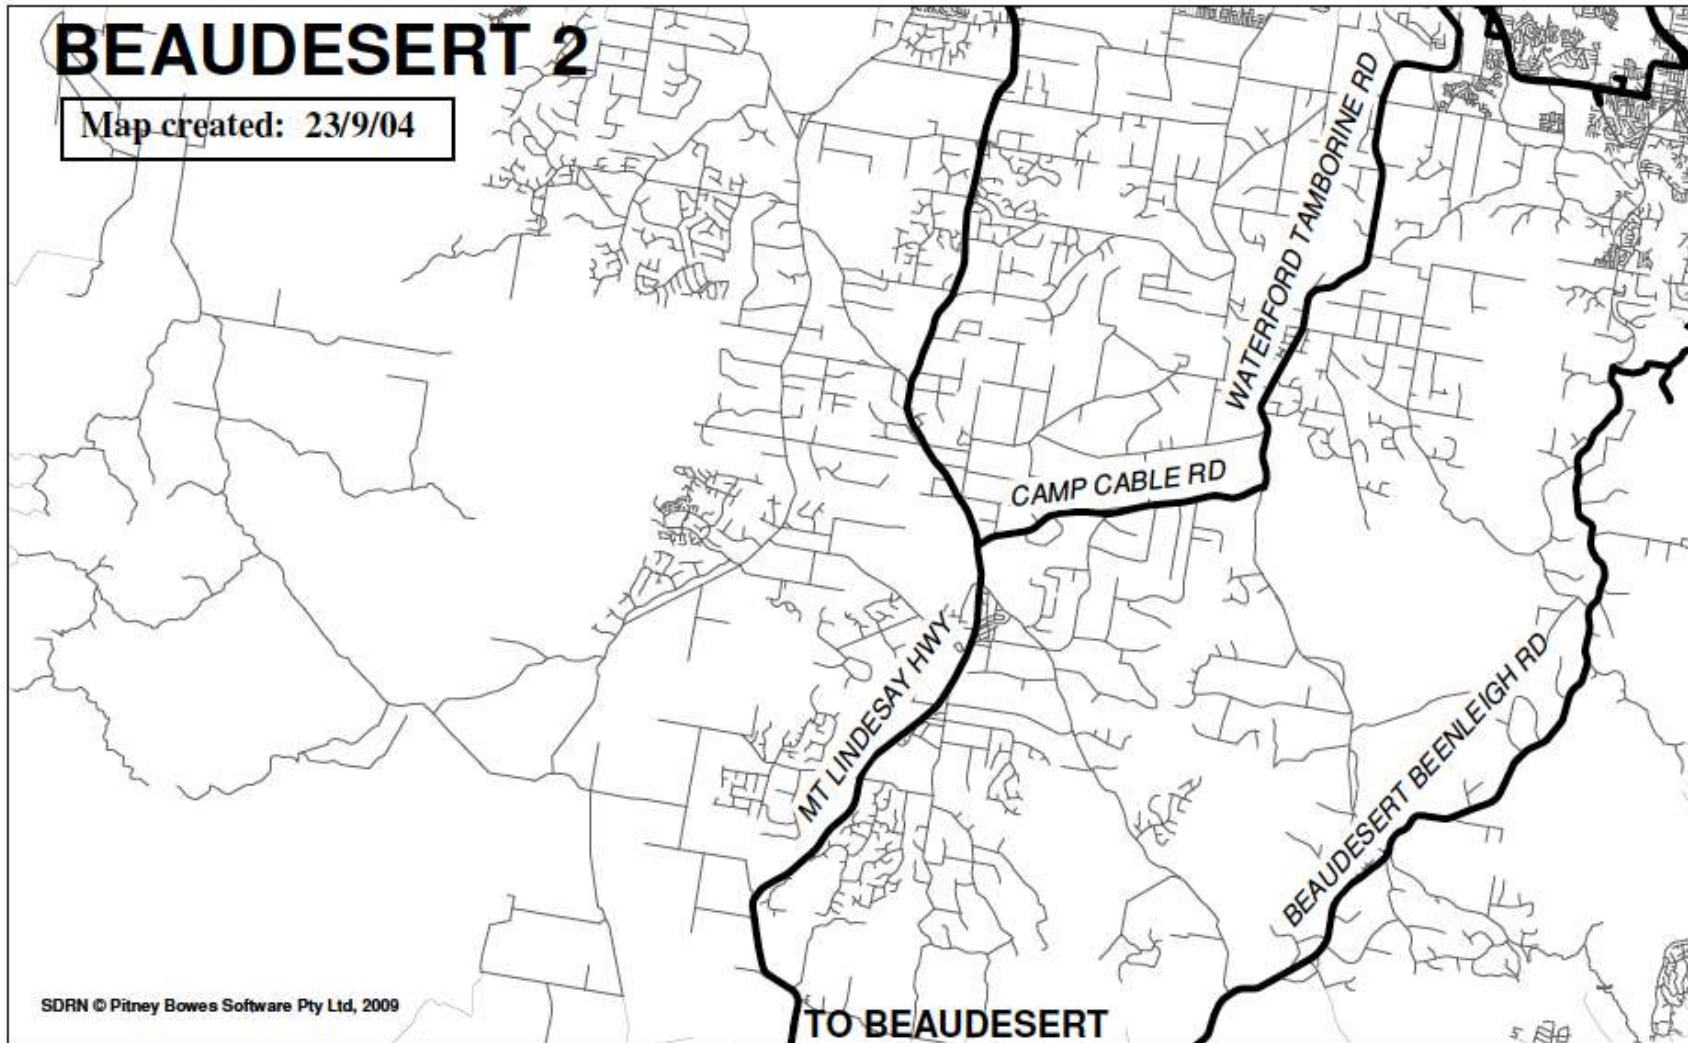 BEAUDESERT 2
Map created: 23/9/04
WATERFORD TAMBORINE RD
CAMP CABLE RD
MT LINDESAY HWY
BEAUDESERT BEENLEIGH RD
SDRN © Pitney Bowes Software Pty Ltd, 2009
TO BEAUDESERT